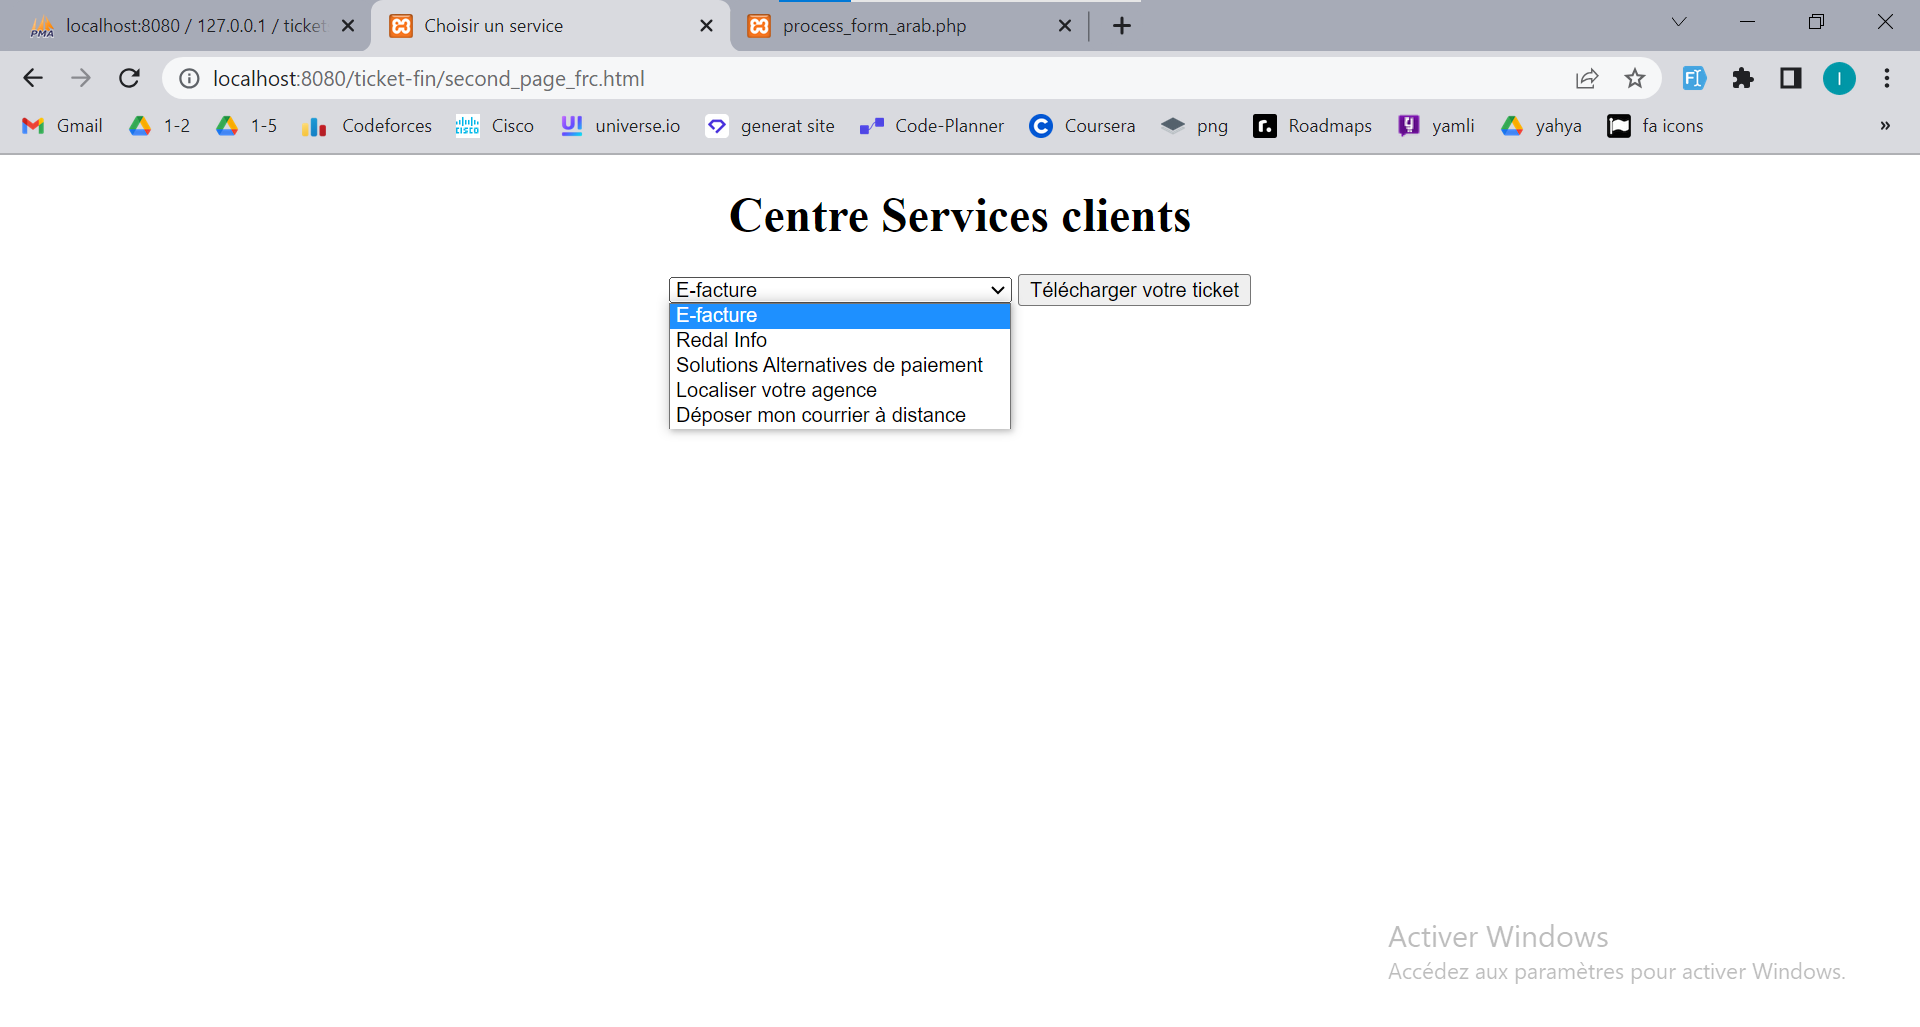 localhost:8080 / 127.0.0.1 / ticket
Choisir un service
process_form_arab.php
localhost:8080/ticket-fin/second_page_frc.html
Gmail
1-2
1-5
Codeforces
Cisco
universe.io
generat site
Code-Planner
Coursera
png
Roadmaps
yamli
yahya
fa icons
Centre Services clients
E-facture
Télécharger votre ticket
E-facture
Redal Info
Solutions Alternatives de paiement
Localiser votre agence
Déposer mon courrier à distance
Activer Windows
Accédez aux paramètres pour activer Windows.